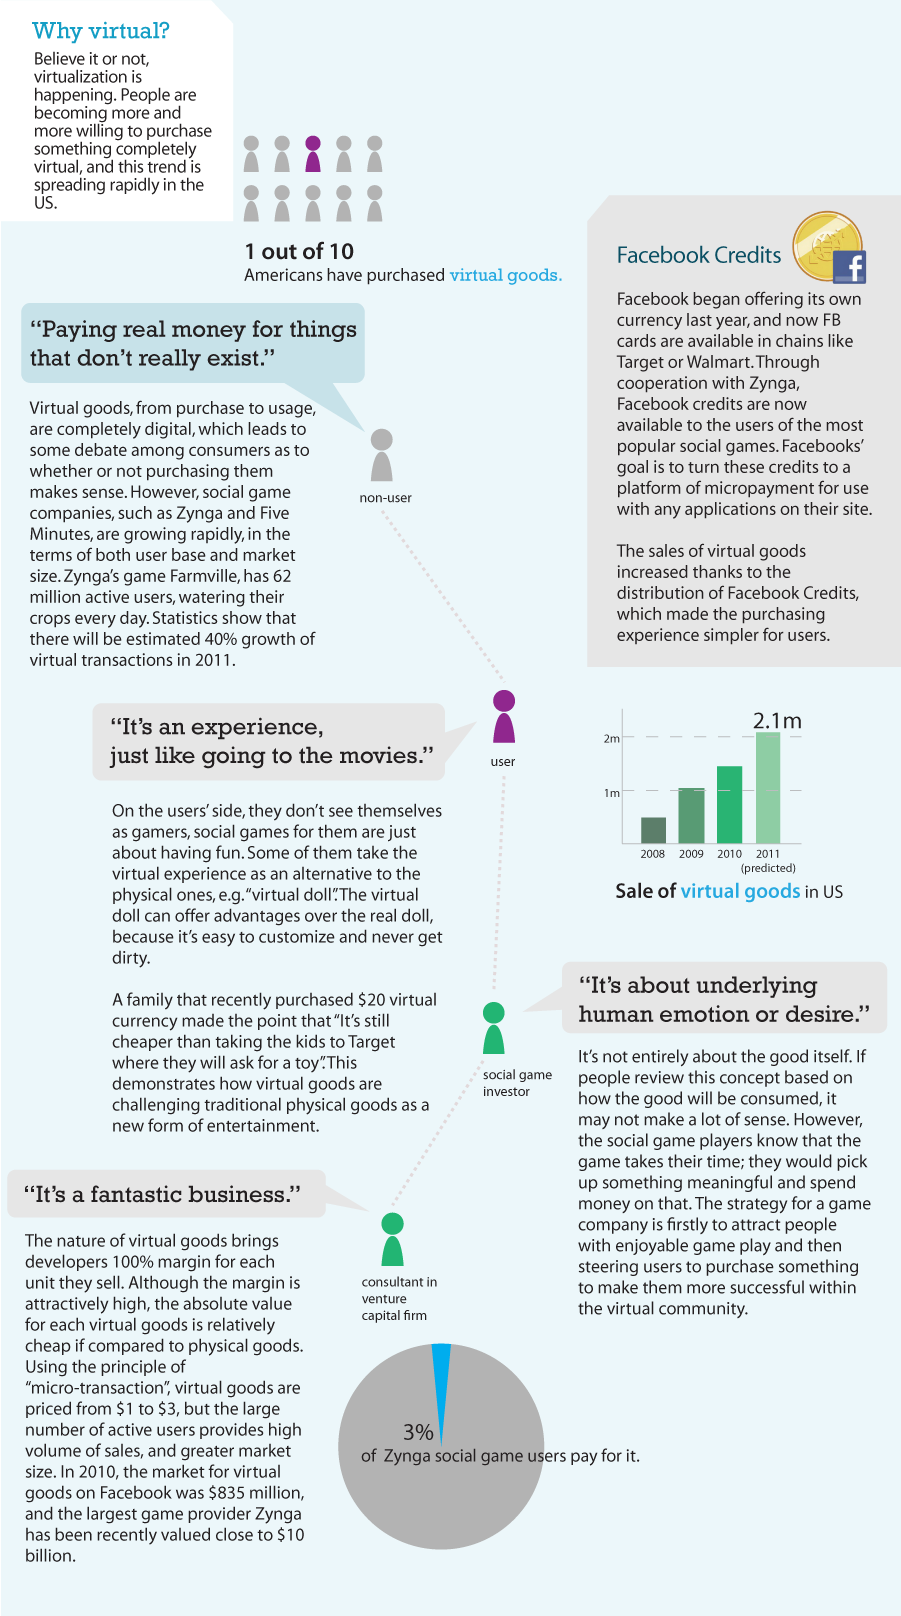 Why virtual?
Believe it or not,
virtualization is
happening. People are
becoming more and
more willing to purchase
something completely
virtual, and this trend is
spreading rapidly in the
US.
1 out of 10
Americans have purchased virtual goods.
Facebook Credits
f
Facebook began offering its own
currency last year, and now FB
cards are available in chains like
Target or Walmart. Through
cooperation with Zynga,
Facebook credits are now
available to the users of the most
popular social games. Facebooks’
goal is to turn these credits to a
platform of micropayment for use
with any applications on their site.
The sales of virtual goods
increased thanks to the
distribution of Facebook Credits,
which made the purchasing
experience simpler for users.
“Paying real money for things
that don’t really exist.”
Virtual goods, from purchase to usage,
are completely digital, which leads to
some debate among consumers as to
whether or not purchasing them
makes sense. However, social game
companies, such as Zynga and Five
Minutes, are growing rapidly, in the
terms of both user base and market
size. Zynga’s game Farmville, has 62
million active users, watering their
crops every day. Statistics show that
there will be estimated 40% growth of
virtual transactions in 2011.
non-user
“It’s an experience,
just like going to the movies.”
user
On the users’ side, they don’t see themselves
as gamers, social games for them are just
about having fun. Some of them take the
virtual experience as an alternative to the
physical ones, e.g. “virtual doll”. The virtual
doll can offer advantages over the real doll,
because it’s easy to customize and never get
dirty.
A family that recently purchased $20 virtual
currency made the point that “It’s still
cheaper than taking the kids to Target
where they will ask for a toy”. This
demonstrates how virtual goods are
challenging traditional physical goods as a
new form of entertainment.
2.1m
2m
1m
2008 2009 2010 2011
(predicted)
Sale of virtual goods in US
“It’s about underlying
human emotion or desire.”
social game
investor
It’s not entirely about the good itself. If
people review this concept based on
how the good will be consumed, it
may not make a lot of sense. However,
the social game players know that the
game takes their time; they would pick
up something meaningful and spend
money on that. The strategy for a game
company is firstly to attract people
with enjoyable game play and then
steering users to purchase something
to make them more successful within
the virtual community.
“It’s a fantastic business.”
consultant in
venture
capital firm
The nature of virtual goods brings
developers 100% margin for each
unit they sell. Although the margin is
attractively high, the absolute value
for each virtual goods is relatively
cheap if compared to physical goods.
Using the principle of
“micro-transaction”, virtual goods are
priced from $1 to $3, but the large
number of active users provides high
volume of sales, and greater market
size. In 2010, the market for virtual
goods on Facebook was $835 million,
and the largest game provider Zynga
has been recently valued close to $10
billion.
3%
of Zynga social game users pay for it.